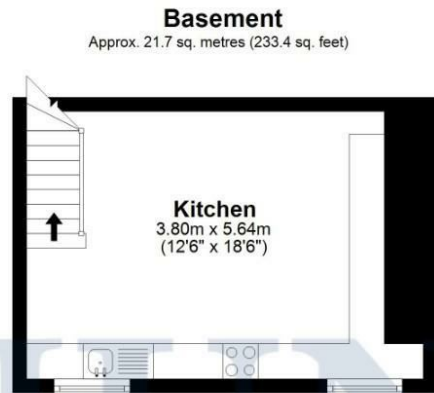 Basement
Approx. 21.7 sq. metres (233.4 sq. feet)
Kitchen
3.80m x 5.64m
(12'6" x 18'6")